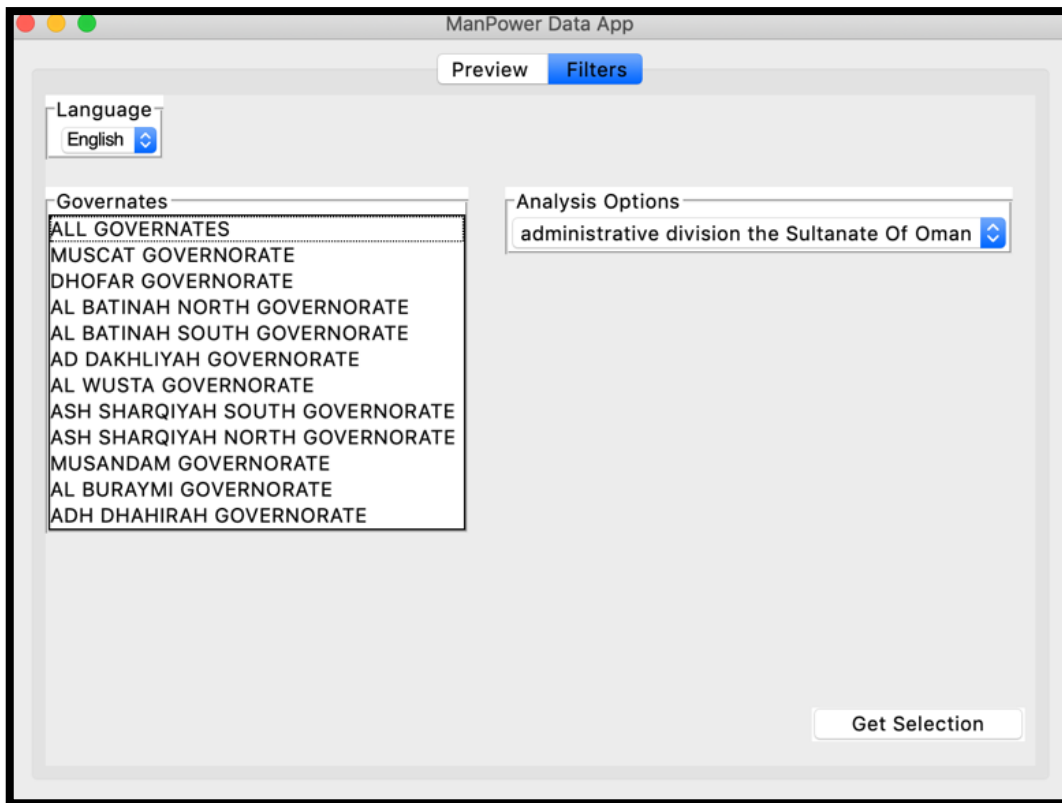 ManPower Data App
Preview Filters
Language
English
Governates
ALL GOVERNATES
MUSCAT GOVERNORATE
DHOFAR GOVERNORATE
AL BATINAH NORTH GOVERNORATE
AL BATINAH SOUTH GOVERNORATE
AD DAKHLIYAH GOVERNORATE
AL WUSTA GOVERNORATE
ASH SHARQIYAH SOUTH GOVERNORATE
ASH SHARQIYAH NORTH GOVERNORATE
MUSANDAM GOVERNORATE
AL BURAYMI GOVERNORATE
ADH DHAHIRAH GOVERNORATE
Analysis Options
administrative division the Sultanate Of Oman
Get Selection